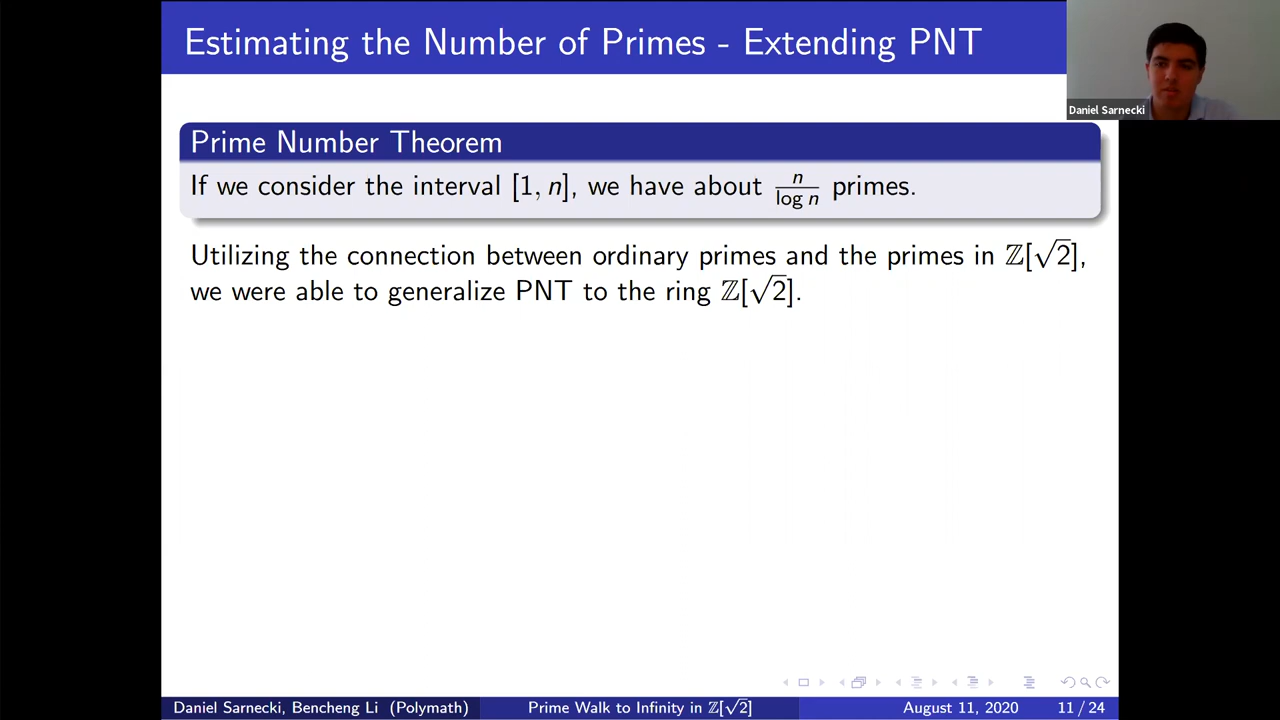 Estimating the Number of Primes - Extending PNT
Daniel Sarnecki
Prime Number Theorem
If we consider the interval [1, n], we have about n/log n primes.
Utilizing the connection between ordinary primes and the primes in ℤ[√2],
we were able to generalize PNT to the ring ℤ[√2].
Daniel Sarnecki, Bencheng Li (Polymath) Prime Walk to Infinity in ℤ[√2] August 11, 2020 11 / 24